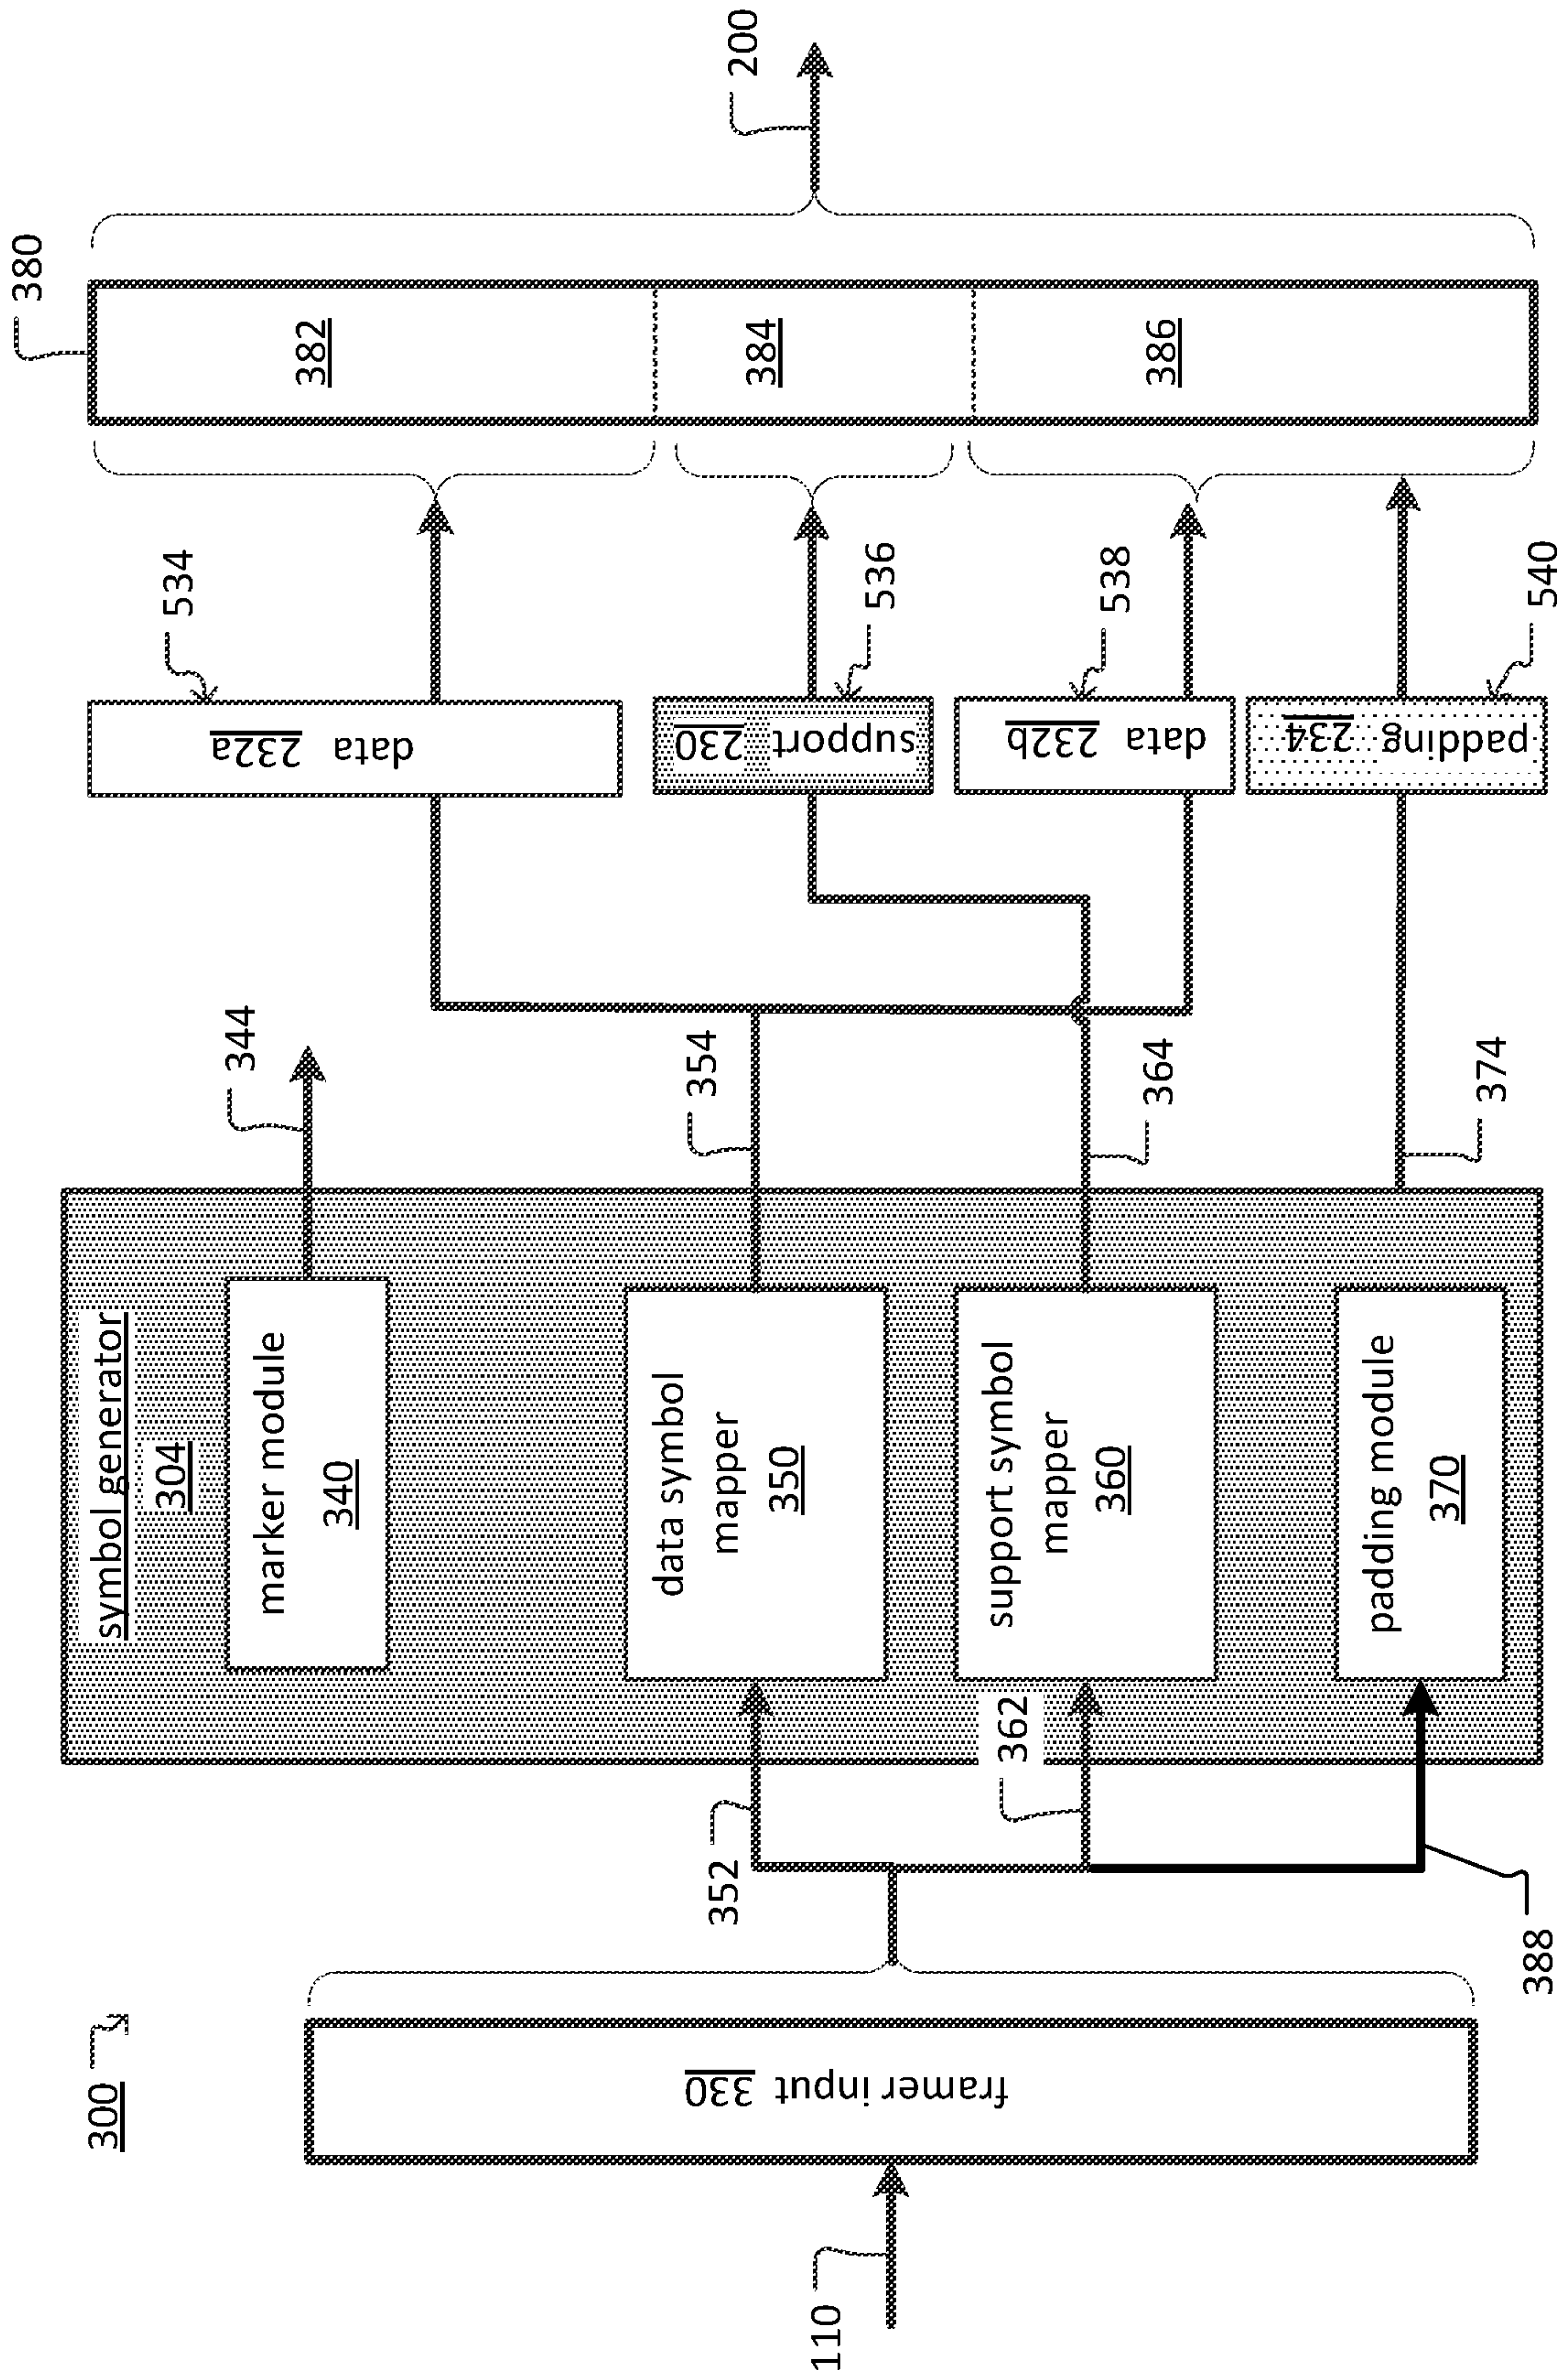 300
110
framer input 330
352
362
388
symbol generator
304
marker module
340
data symbol
mapper
350
support symbol
mapper
360
padding module
370
344
354
364
374
data 232a
534
support 230
536
data 232b
538
padding 234
540
380
382
384
386
200